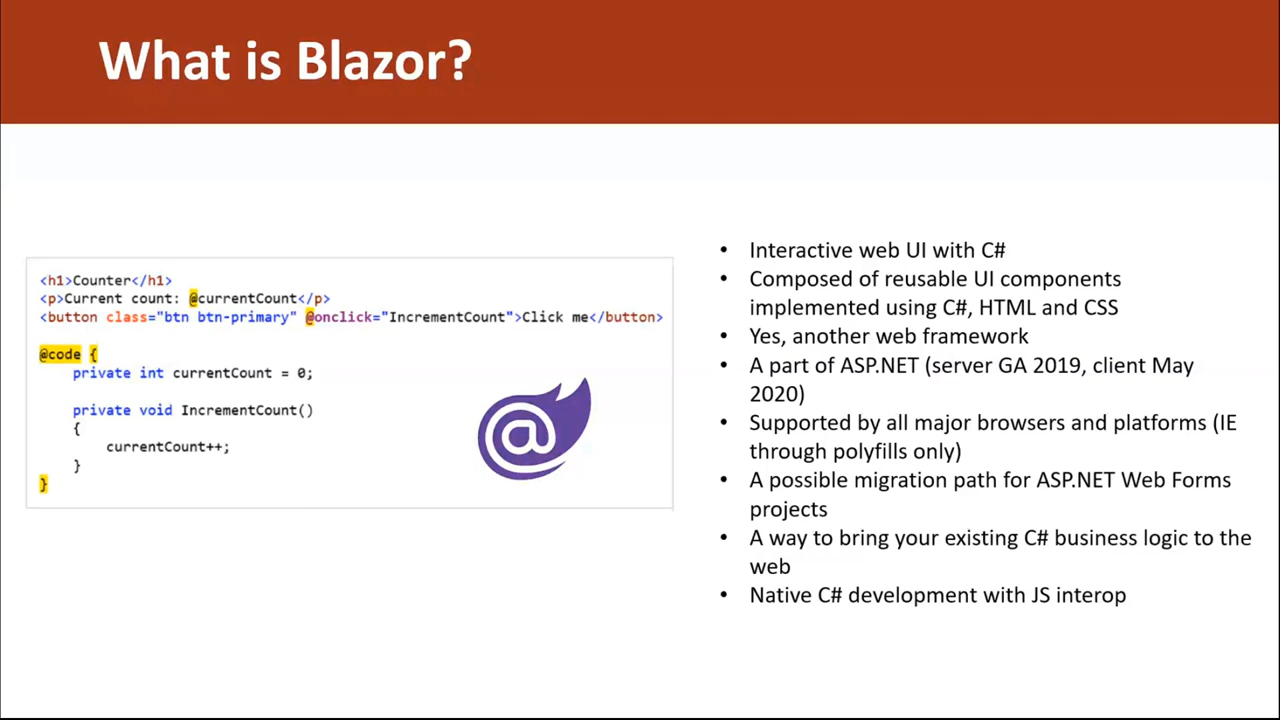 What is Blazor?
<h1>Counter</h1>
<p>Current count: @currentCount</p>
<button class="btn btn-primary" @onclick="IncrementCount">Click me</button>
@code {
    private int currentCount = 0;
    private void IncrementCount()
    {
        currentCount++;
    }
}
@
• Interactive web UI with C#
• Composed of reusable UI components
implemented using C#, HTML and CSS
• Yes, another web framework
• A part of ASP.NET (server GA 2019, client May
2020)
• Supported by all major browsers and platforms (IE
through polyfills only)
• A possible migration path for ASP.NET Web Forms
projects
• A way to bring your existing C# business logic to the
web
• Native C# development with JS interop